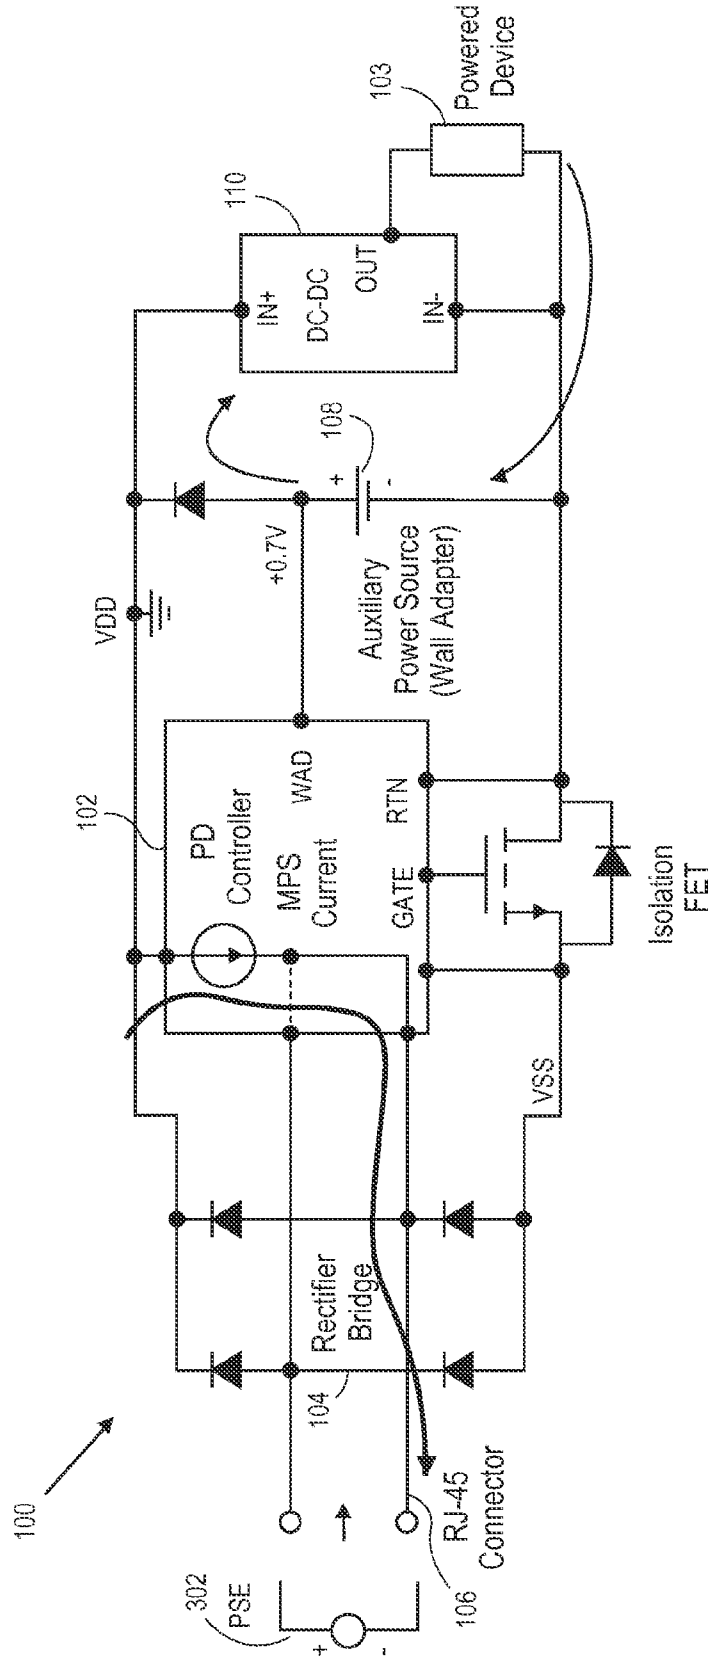 100
302
PSE
+
-
106
RJ-45
Connector
104
Rectifier
Bridge
VSS
102
PD
Controller
MPS
Current
WAD
GATE
RTN
Isolation
FET
VDD
+0.7V
Auxiliary
Power Source
(Wall Adapter)
+
-
108
110
IN+
DC-DC
OUT
IN-
103
Powered
Device